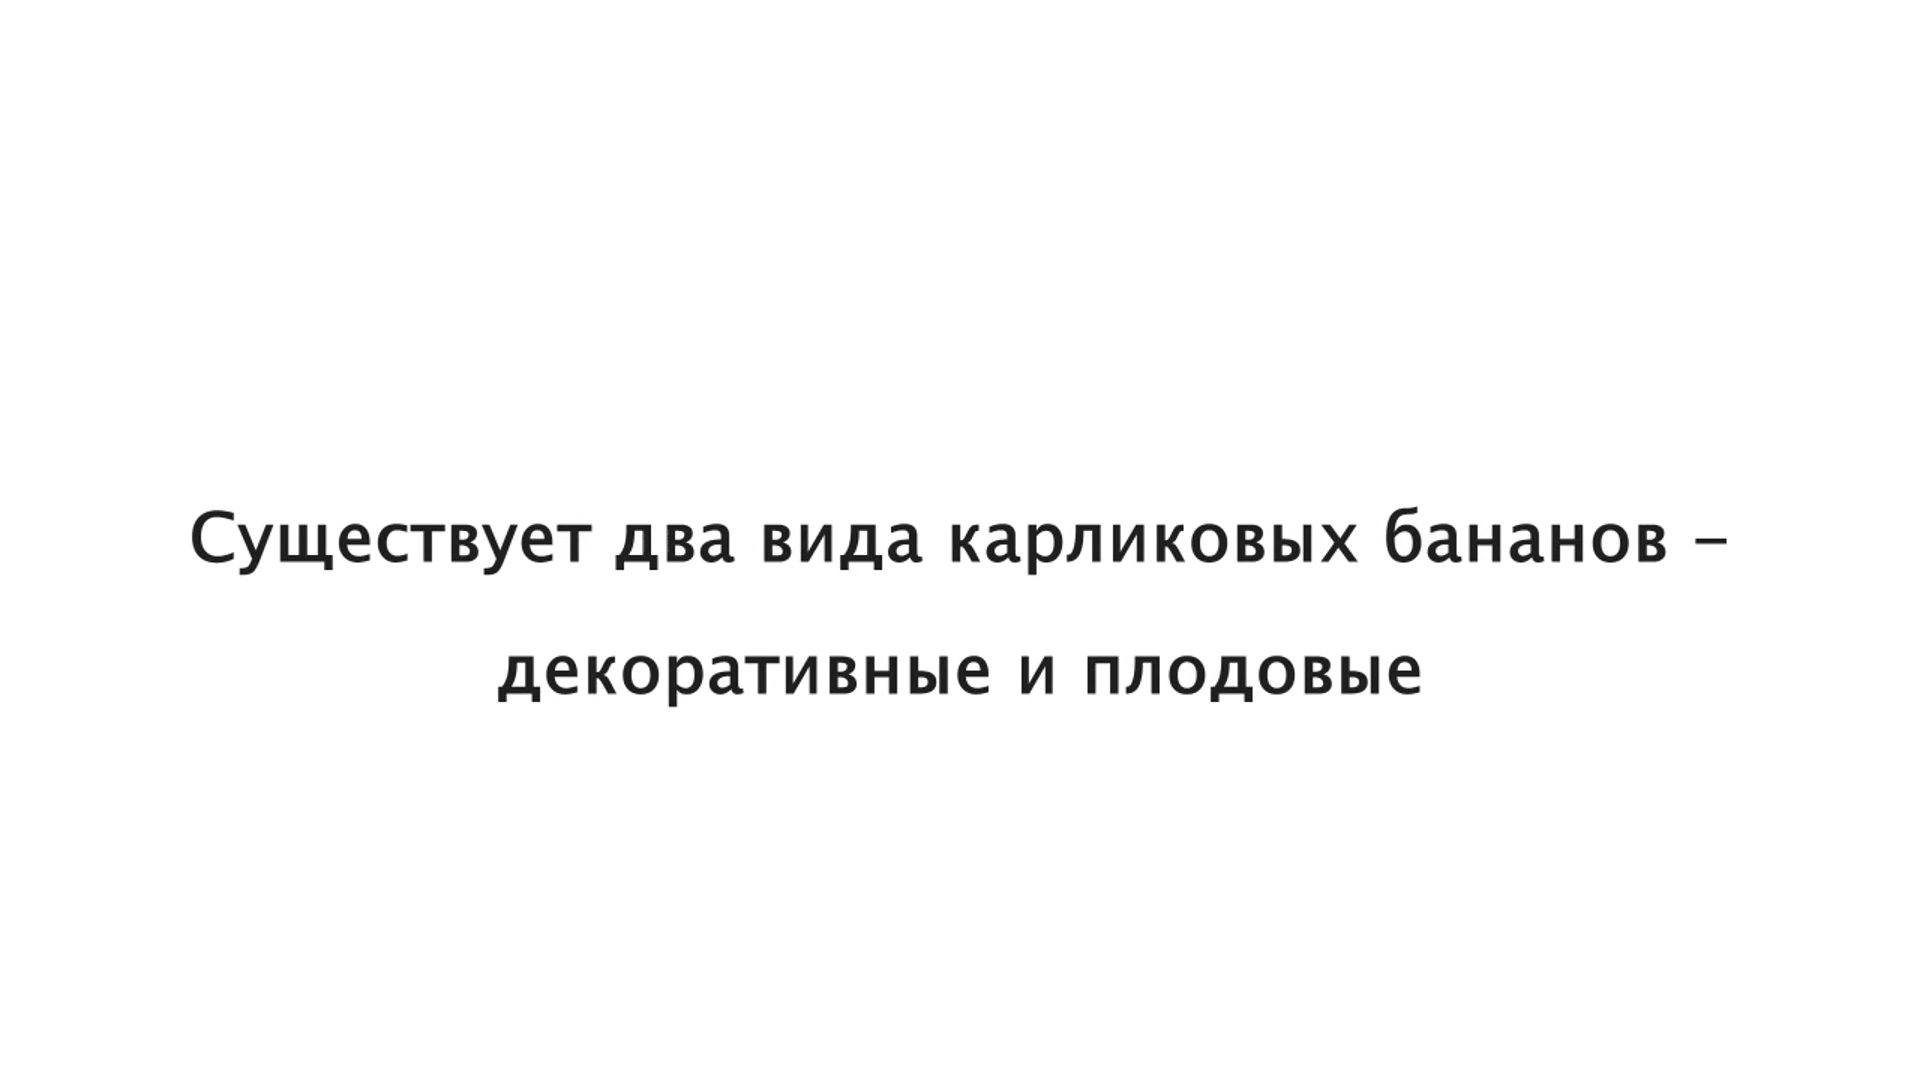 Существует два вида карликовых бананов –
декоративные и плодовые